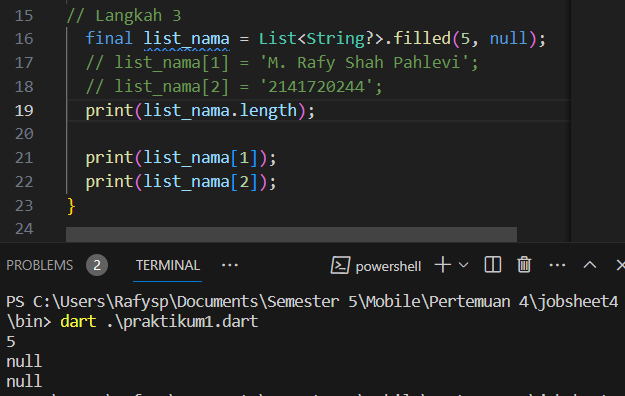 15 // Langkah 3
16 final list_nama = List<String?>.filled(5, null);
17 // list_nama[1] = 'M. Rafy Shah Pahlevi';
18 // list_nama[2] = '2141720244';
19 print(list_nama.length);
20
21 print(list_nama[1]);
22 print(list_nama[2]);
23 }
24
PROBLEMS 2 TERMINAL ··· powershell
PS C:\Users\Rafysp\Documents\Semester 5\Mobile\Pertemuan 4\jobsheet4
\bin> dart .\praktikum1.dart
5
null
null